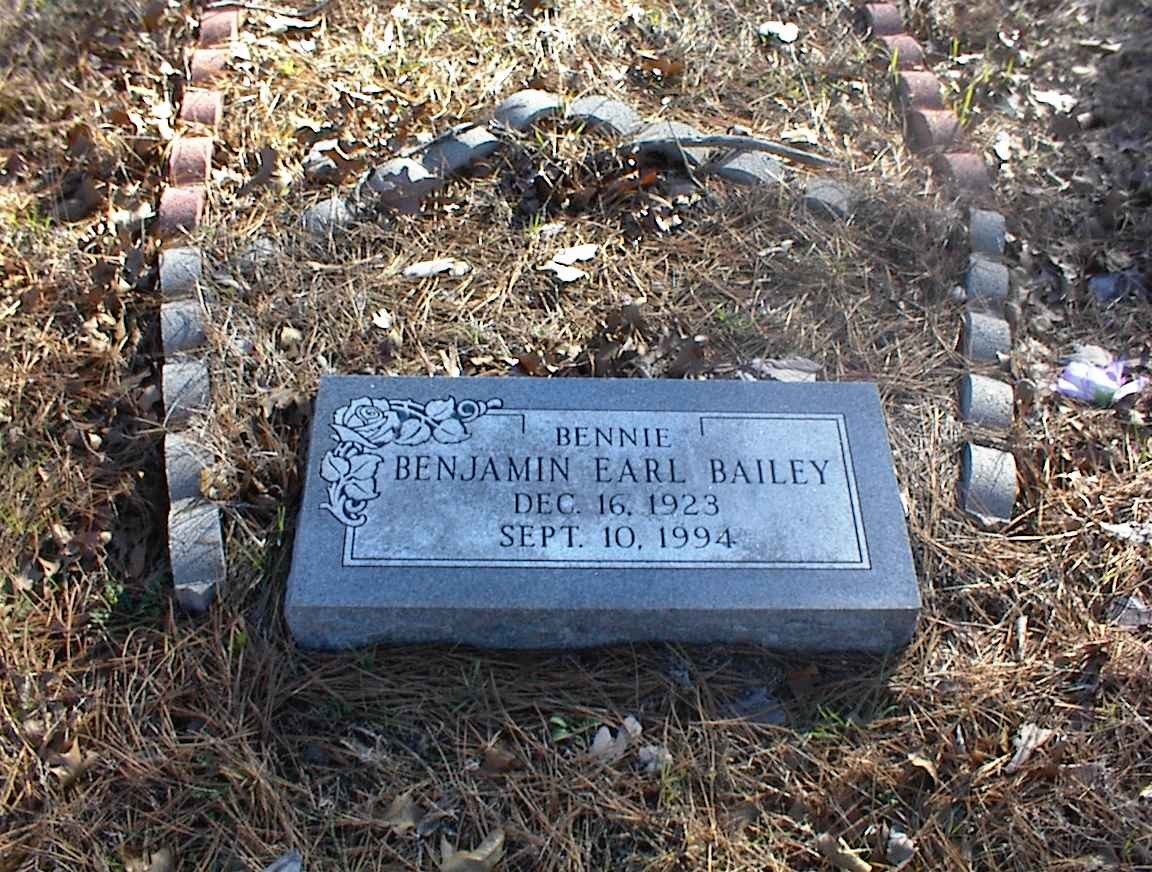 BENNIE
BENJAMIN EARL BAILEY
DEC. 16, 1923
SEPT. 10, 1994